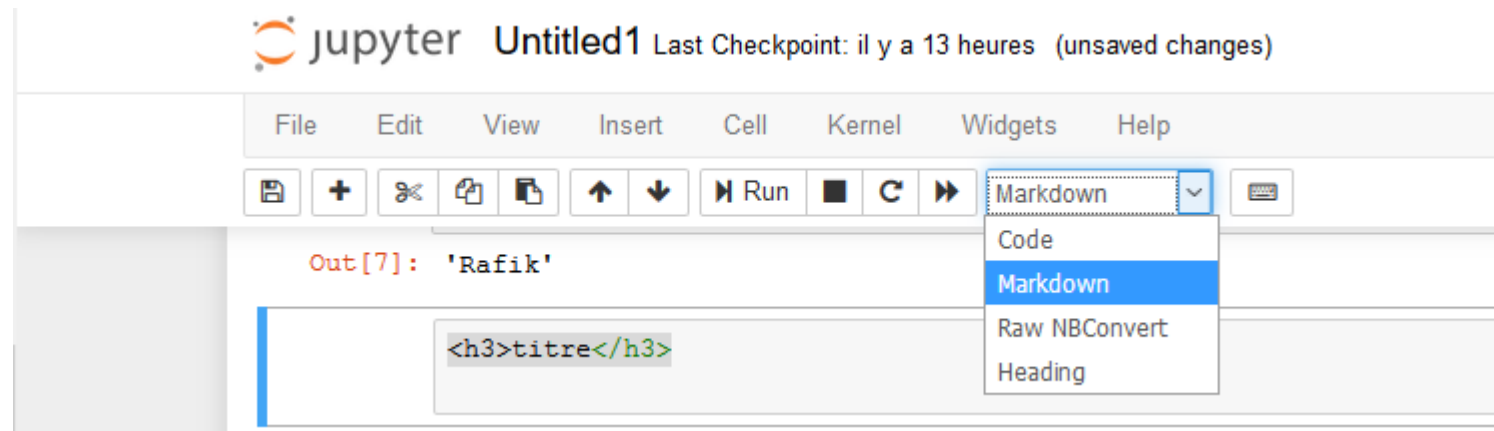 jupyter Untitled1 Last Checkpoint: il y a 13 heures (unsaved changes)
File Edit View Insert Cell Kernel Widgets Help
Run Markdown
Code
Out[7]: 'Rafik'
Markdown
Raw NBConvert
<h3>titre</h3>
Heading